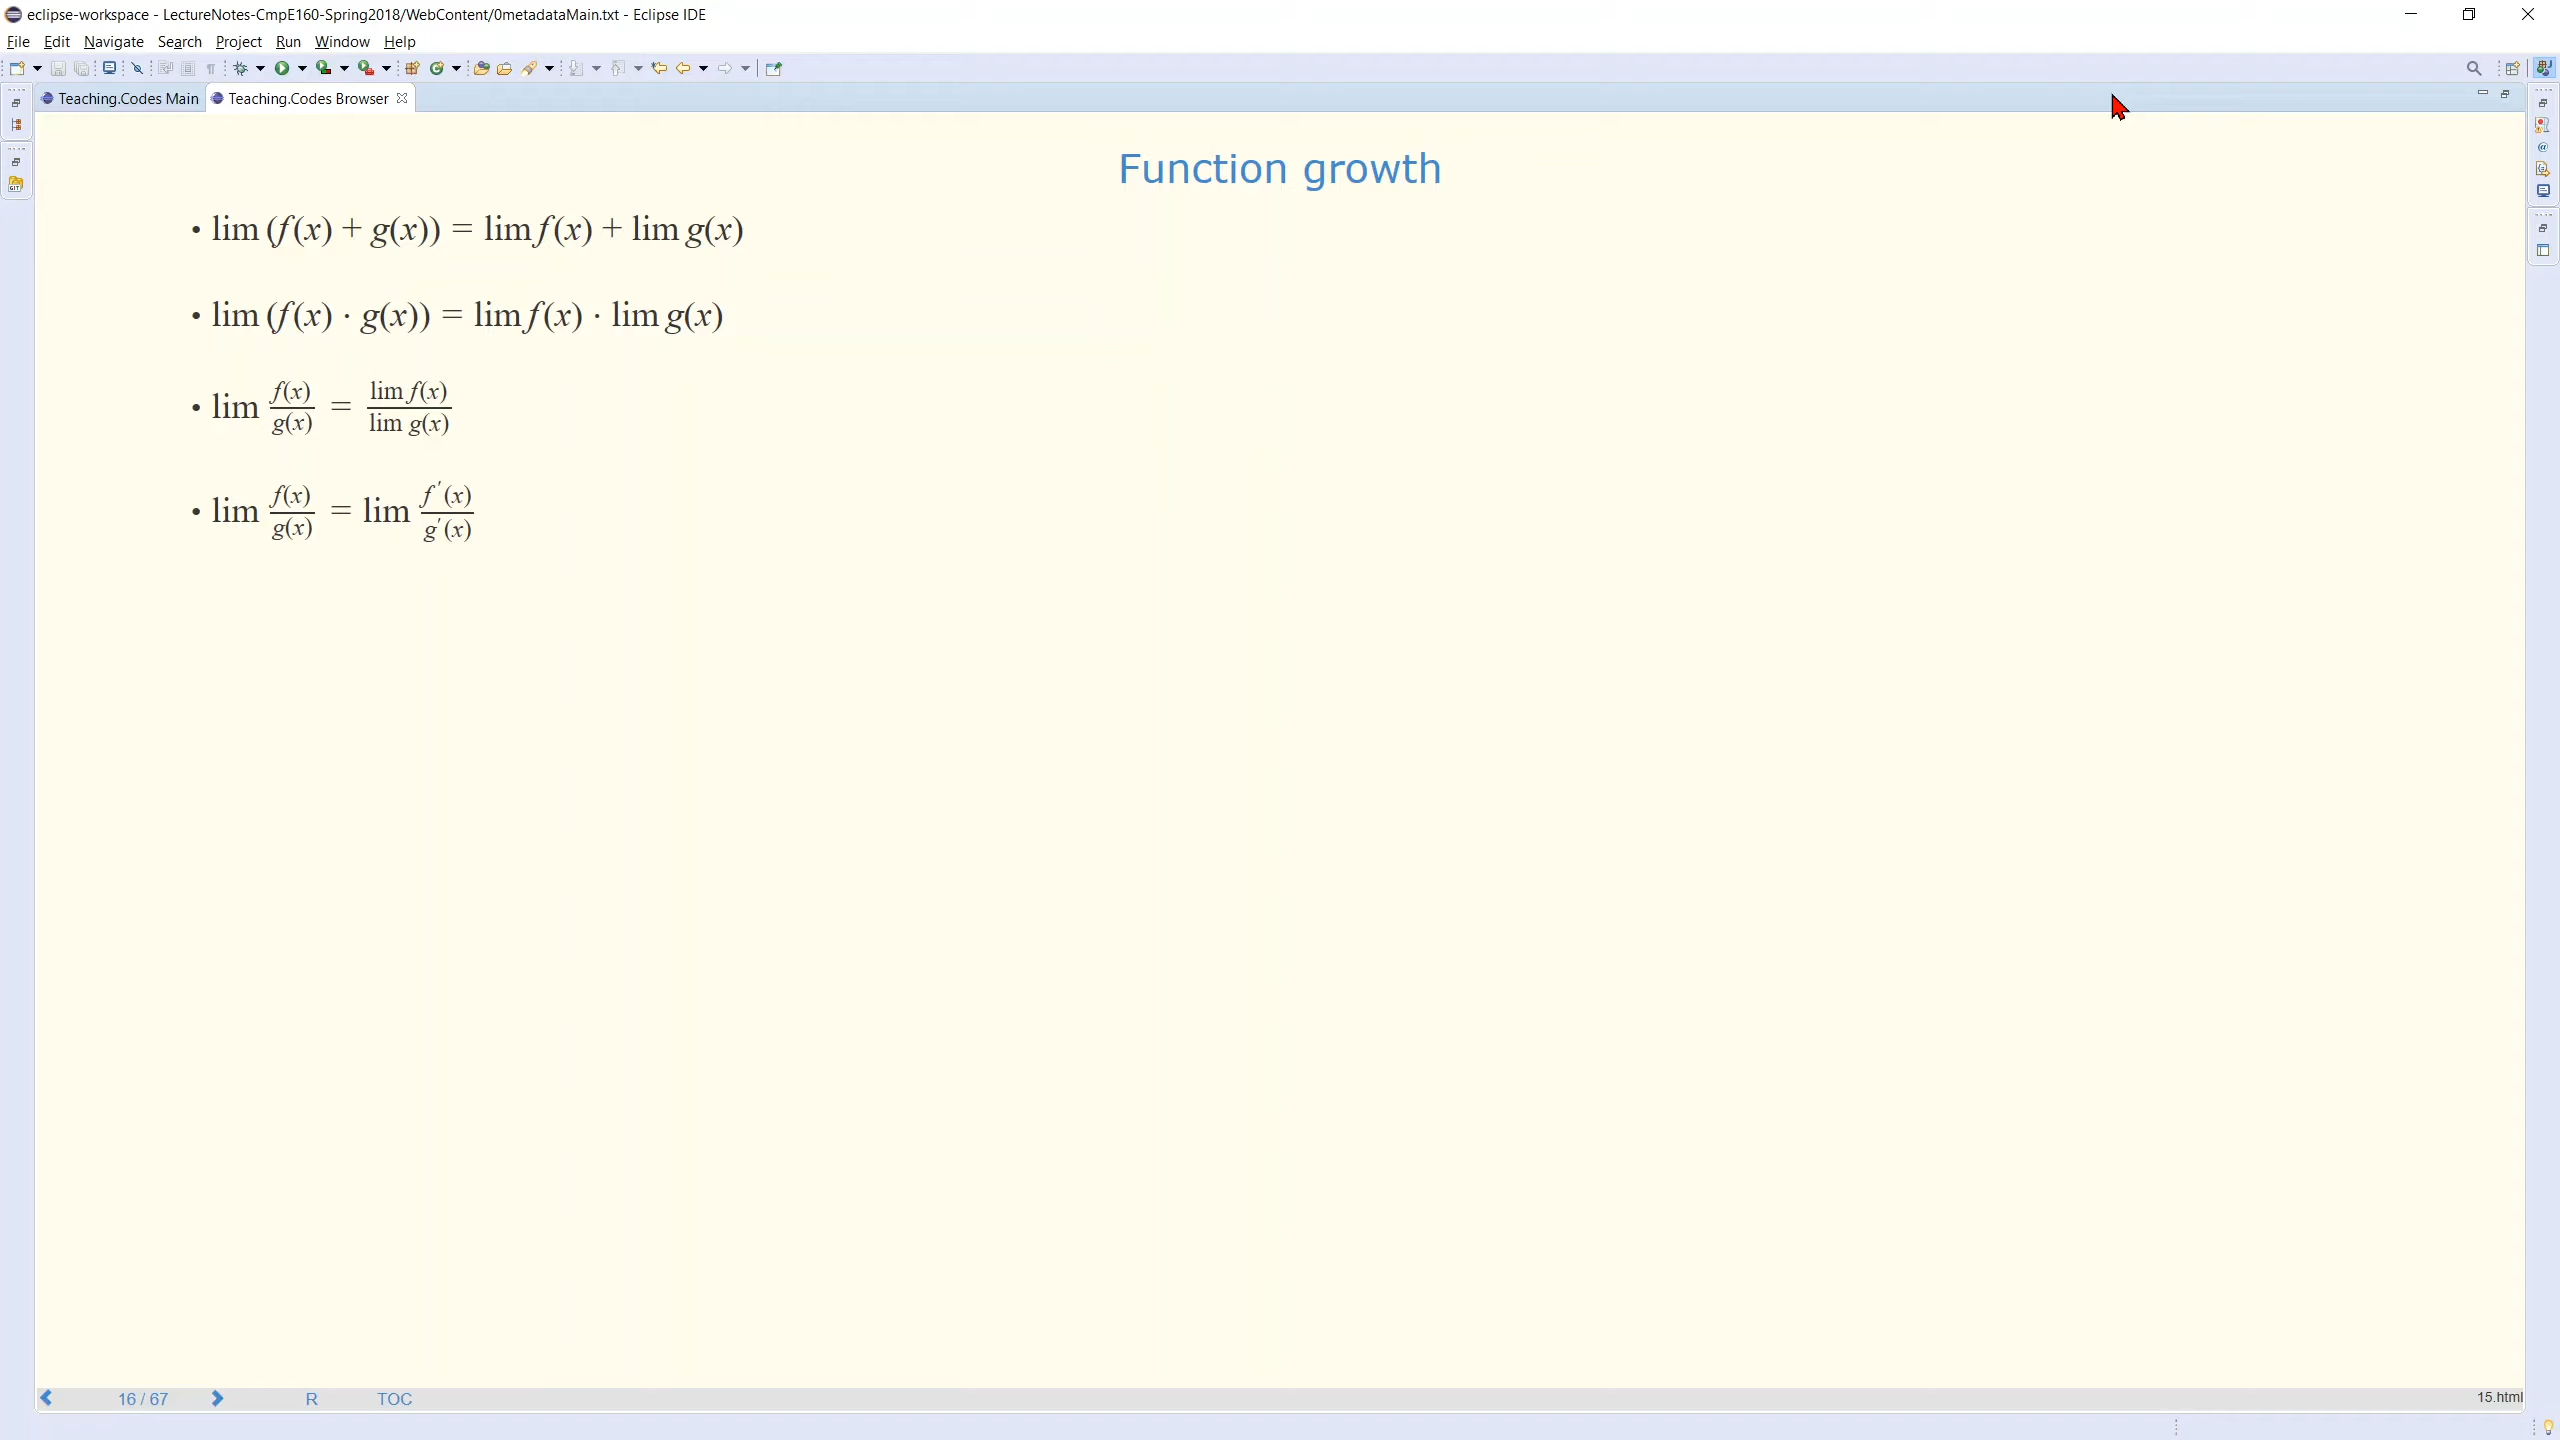 eclipse-workspace - LectureNotes-CmpE160-Spring2018/WebContent/0metadataMain.txt - Eclipse IDE
File Edit Navigate Search Project Run Window Help
Teaching.Codes Main Teaching.Codes Browser
Function growth
• lim (f(x) + g(x)) = lim f(x) + lim g(x)
• lim (f(x) · g(x)) = lim f(x) · lim g(x)
• lim f(x)/g(x) = lim f(x)/lim g(x)
• lim f(x)/g(x) = lim f′(x)/g′(x)
16 / 67 R TOC 15.html